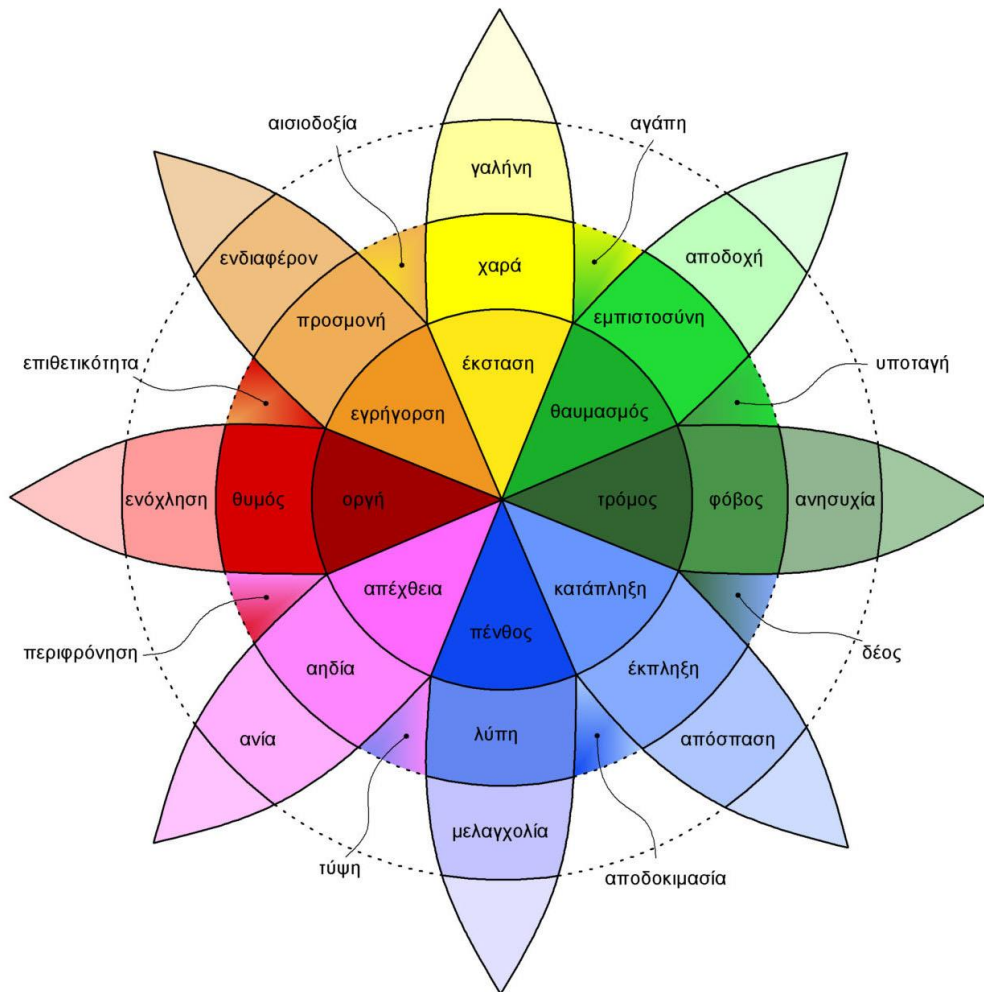 αισιοδοξία
αγάπη
γαλήνη
ενδιαφέρον
αποδοχή
χαρά
προσμονή
εμπιστοσύνη
επιθετικότητα
έκσταση
υποταγή
εγρήγορση
θαυμασμός
ενόχληση
θυμός
οργή
τρόμος
φόβος
ανησυχία
απέχθεια
κατάπληξη
πένθος
περιφρόνηση
δέος
αηδία
έκπληξη
ανία
λύπη
απόσπαση
μελαγχολία
τύψη
αποδοκιμασία